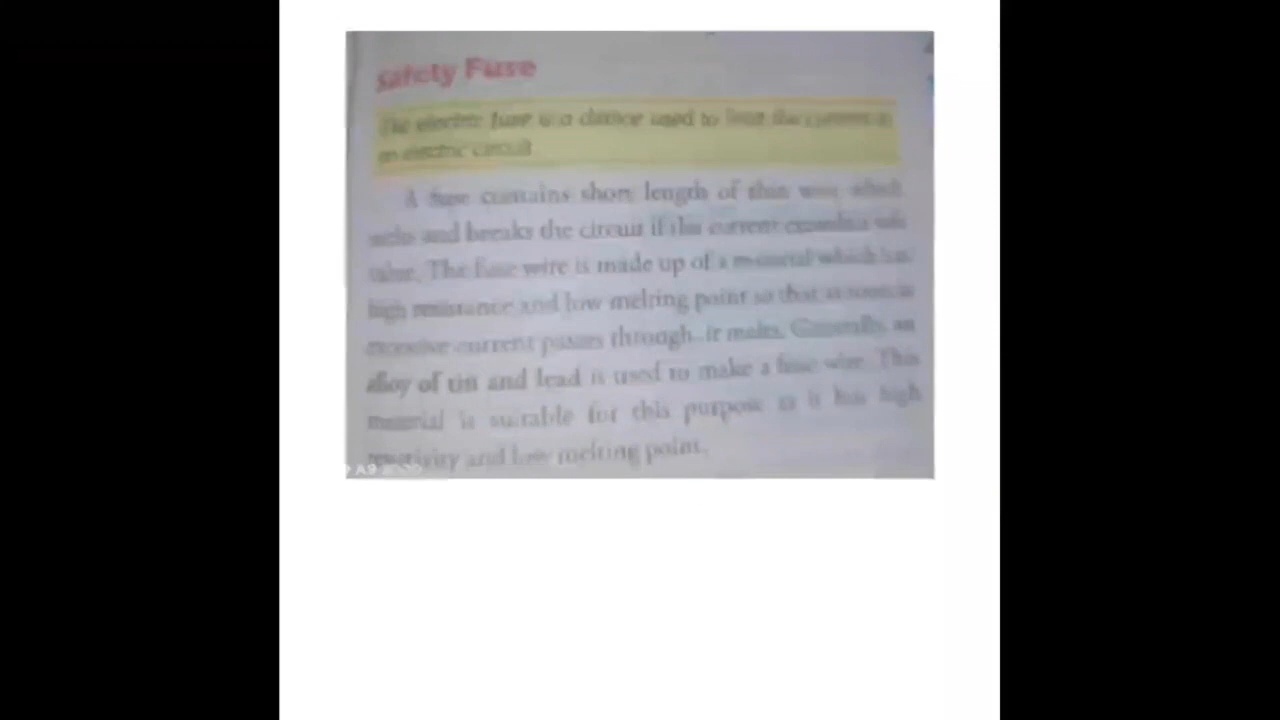 Safety Fuse
The electric fuse is a device used to limit the current in
an electric circuit
A fuse contains short length of thin wire which
melts and breaks the circuit if the current exceeds a safe
value. The fuse wire is made up of a material which has
high resistance and low melting point so that as soon as
excessive current passes through it melts. Generally, an
alloy of tin and lead is used to make a fuse wire. This
material is suitable for this purpose as it has high
resistivity and low melting point.
A9